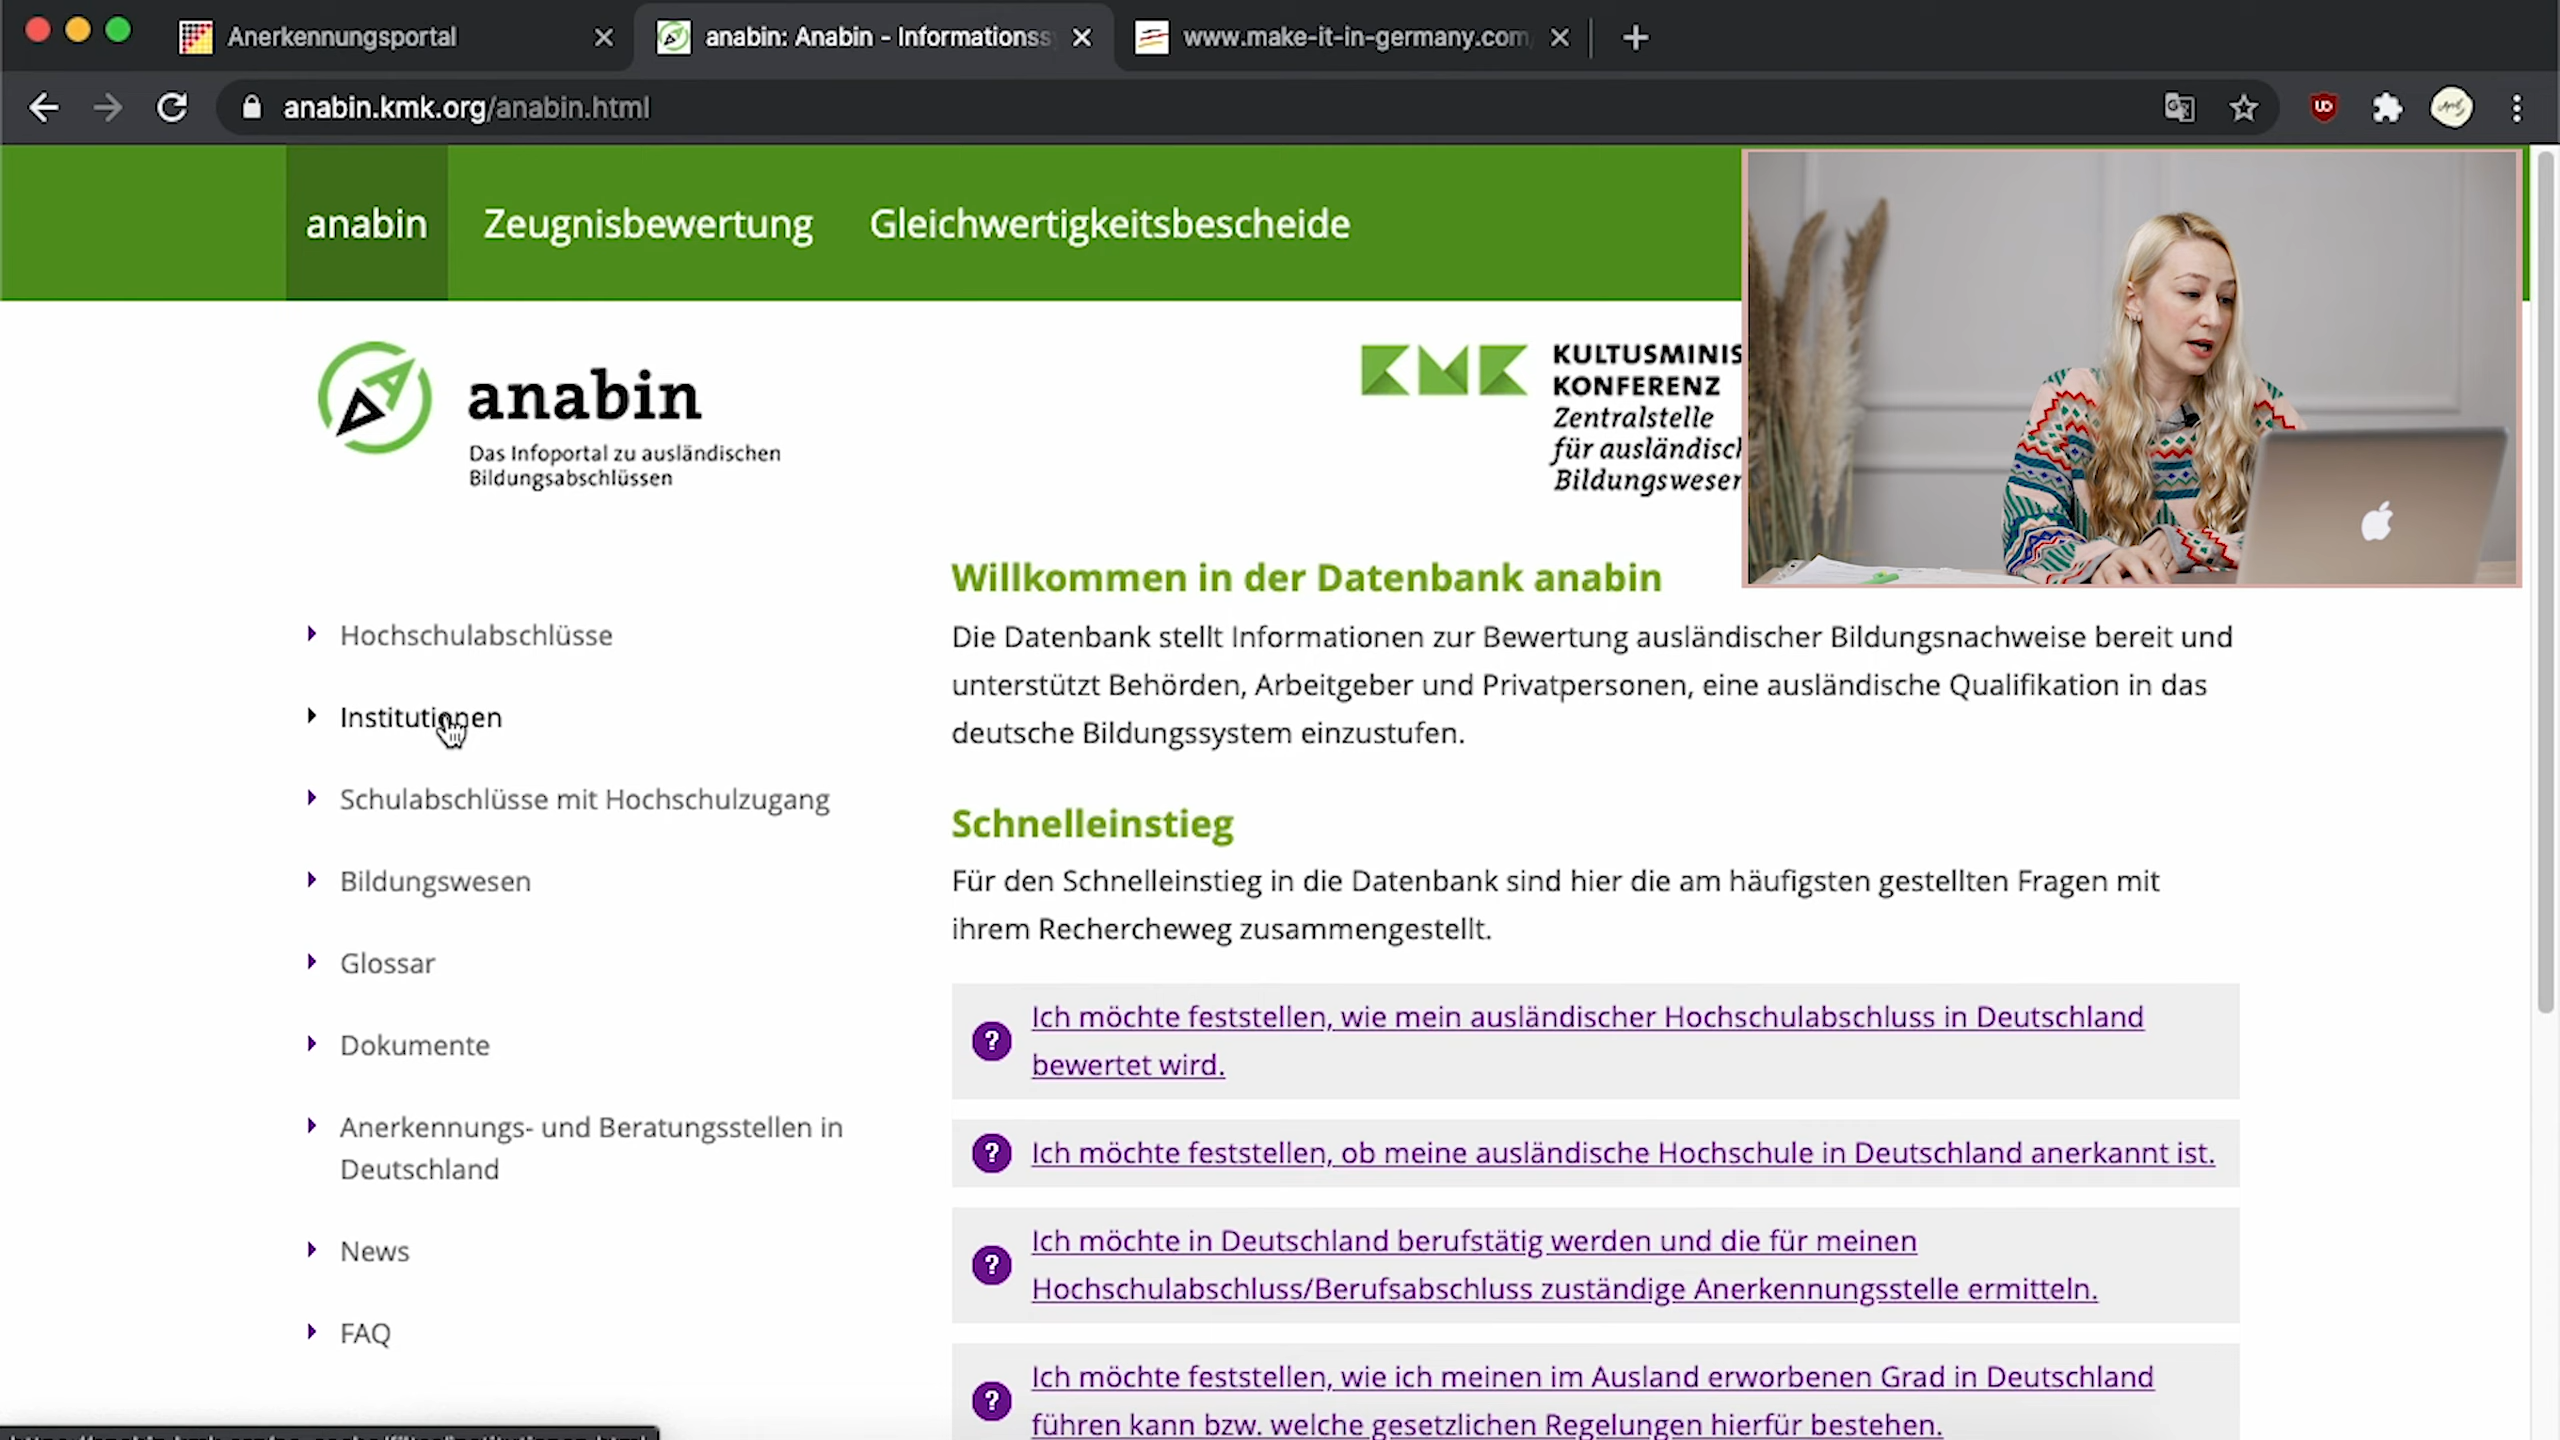 Anerkennungsportal
anabin: Anabin - Informationss
www.make-it-in-germany.com
anabin.kmk.org/anabin.html
anabin
Zeugnisbewertung
Gleichwertigkeitsbescheide
anabin
Das Infoportal zu ausländischen
Bildungsabschlüssen
KMK
KULTUSMINIS
KONFERENZ
Zentralstelle
für ausländisc
Bildungsweser
Hochschulabschlüsse
Institutionen
Schulabschlüsse mit Hochschulzugang
Bildungswesen
Glossar
Dokumente
Anerkennungs- und Beratungsstellen in
Deutschland
News
FAQ
Willkommen in der Datenbank anabin
Die Datenbank stellt Informationen zur Bewertung ausländischer Bildungsnachweise bereit und
unterstützt Behörden, Arbeitgeber und Privatpersonen, eine ausländische Qualifikation in das
deutsche Bildungssystem einzustufen.
Schnelleinstieg
Für den Schnelleinstieg in die Datenbank sind hier die am häufigsten gestellten Fragen mit
ihrem Rechercheweg zusammengestellt.
Ich möchte feststellen, wie mein ausländischer Hochschulabschluss in Deutschland
bewertet wird.
Ich möchte feststellen, ob meine ausländische Hochschule in Deutschland anerkannt ist.
Ich möchte in Deutschland berufstätig werden und die für meinen
Hochschulabschluss/Berufsabschluss zuständige Anerkennungsstelle ermitteln.
Ich möchte feststellen, wie ich meinen im Ausland erworbenen Grad in Deutschland
führen kann bzw. welche gesetzlichen Regelungen hierfür bestehen.